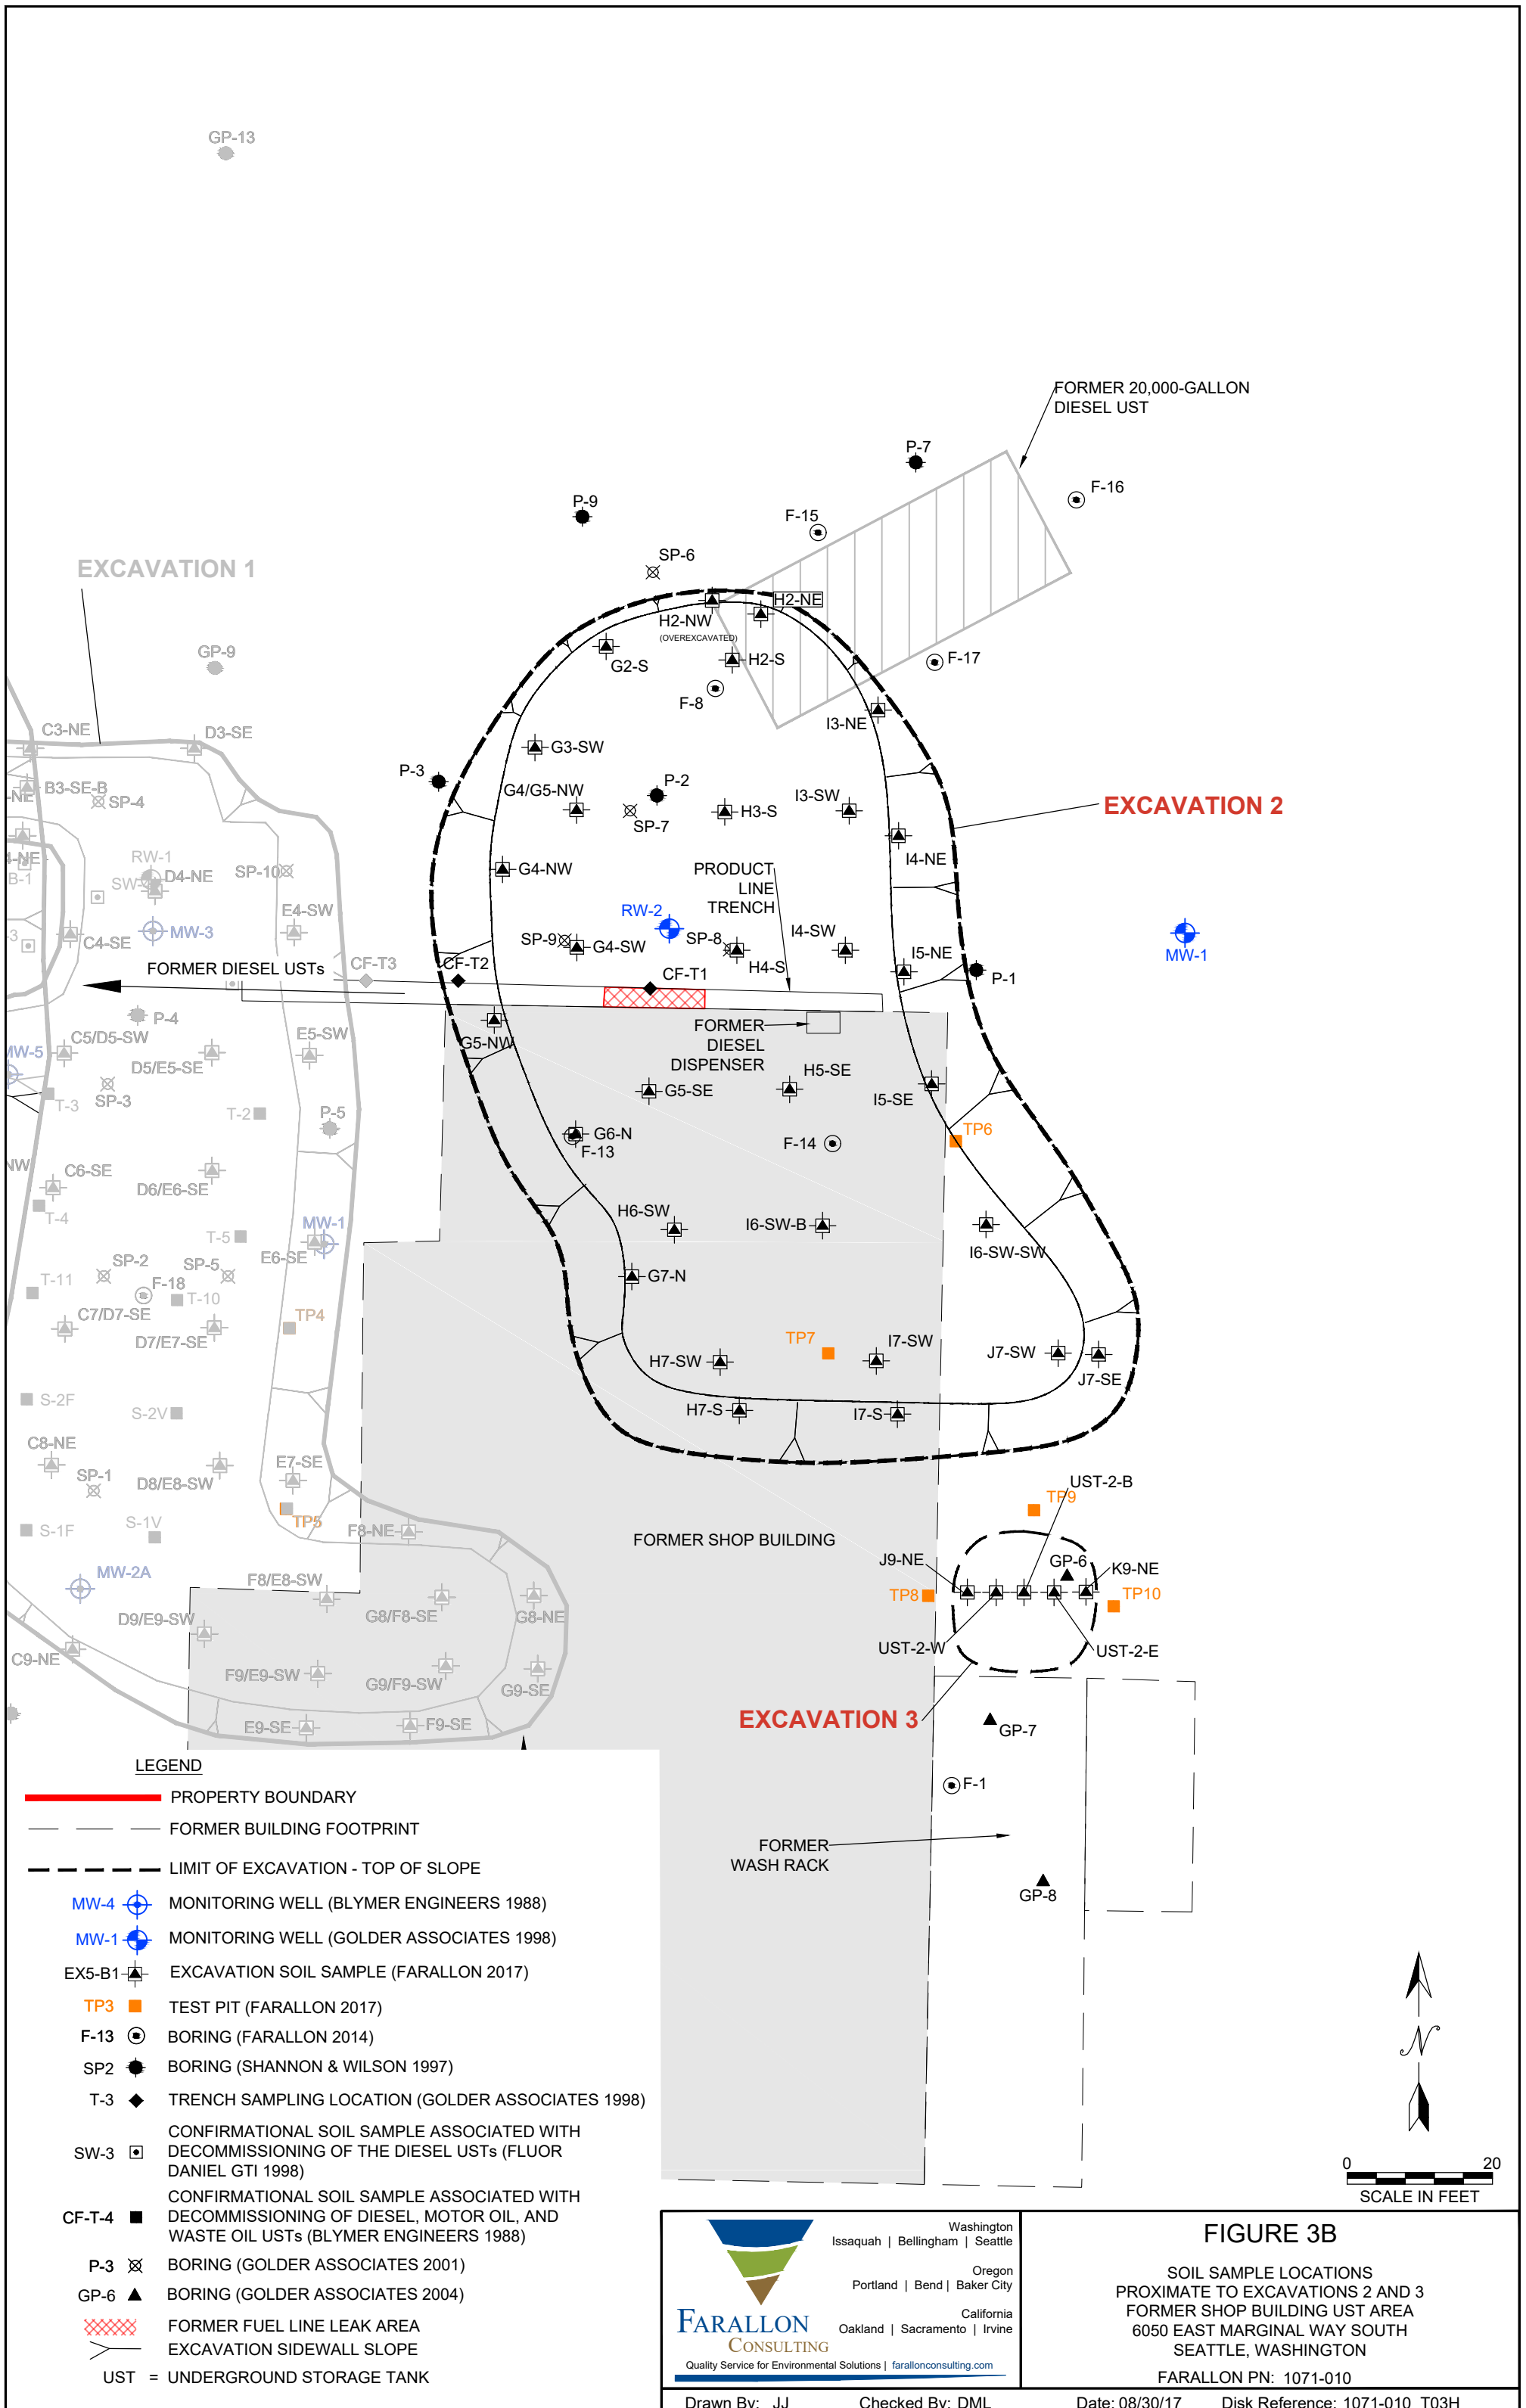 GP-13
FORMER 20,000-GALLON
DIESEL UST
P-7
F-16
P-9
F-15
SP-6
EXCAVATION 1
H2-NE
H2-NW
(OVEREXCAVATED)
GP-9
G2-S
H2-S
F-17
F-8
I3-NE
C3-NE
D3-SE
G3-SW
P-3
P-2
B3-SE-B
SP-4
G4/G5-NW
I3-SW
H3-S
SP-7
EXCAVATION 2
I4-NE
RW-1
SW
D4-NE
SP-10
G4-NW
PRODUCT
LINE
TRENCH
B-1
E4-SW
RW-2
MW-3
C4-SE
SP-9
G4-SW
SP-8
H4-S
I4-SW
I5-NE
MW-1
FORMER DIESEL USTs
CF-T3
CF-T2
CF-T1
P-1
P-4
C5/D5-SW
E5-SW
G5-NW
FORMER
DIESEL
DISPENSER
MW-5
D5/E5-SE
H5-SE
SP-3
T-3
G5-SE
I5-SE
T-2
P-5
G6-N
F-13
F-14
TP6
C6-SE
D6/E6-SE
T-4
MW-1
T-5
E6-SE
H6-SW
I6-SW-B
I6-SW-SW
SP-2
SP-5
T-11
F-18
T-10
G7-N
C7/D7-SE
TP4
D7/E7-SE
TP7
I7-SW
H7-SW
J7-SW
J7-SE
S-2F
S-2V
H7-S
I7-S
C8-NE
SP-1
D8/E8-SW
E7-SE
UST-2-B
TP9
S-1F
S-1V
TP5
F8-NE
FORMER SHOP BUILDING
J9-NE
GP-6
K9-NE
MW-2A
F8/E8-SW
TP8
TP10
D9/E9-SW
G8/F8-SE
G8-NE
UST-2-W
UST-2-E
C9-NE
F9/E9-SW
G9/F9-SW
G9-SE
E9-SE
F9-SE
EXCAVATION 3
GP-7
F-1
FORMER
WASH RACK
GP-8
LEGEND
PROPERTY BOUNDARY
FORMER BUILDING FOOTPRINT
LIMIT OF EXCAVATION - TOP OF SLOPE
MW-4 MONITORING WELL (BLYMER ENGINEERS 1988)
MW-1 MONITORING WELL (GOLDER ASSOCIATES 1998)
EX5-B1 EXCAVATION SOIL SAMPLE (FARALLON 2017)
TP3 TEST PIT (FARALLON 2017)
F-13 BORING (FARALLON 2014)
SP2 BORING (SHANNON & WILSON 1997)
T-3 TRENCH SAMPLING LOCATION (GOLDER ASSOCIATES 1998)
SW-3 CONFIRMATIONAL SOIL SAMPLE ASSOCIATED WITH
DECOMMISSIONING OF THE DIESEL USTs (FLUOR
DANIEL GTI 1998)
CF-T-4 CONFIRMATIONAL SOIL SAMPLE ASSOCIATED WITH
DECOMMISSIONING OF DIESEL, MOTOR OIL, AND
WASTE OIL USTs (BLYMER ENGINEERS 1988)
P-3 BORING (GOLDER ASSOCIATES 2001)
GP-6 BORING (GOLDER ASSOCIATES 2004)
FORMER FUEL LINE LEAK AREA
EXCAVATION SIDEWALL SLOPE
UST = UNDERGROUND STORAGE TANK
N
0 20
SCALE IN FEET
FARALLON
CONSULTING
Washington
Issaquah | Bellingham | Seattle
Oregon
Portland | Bend | Baker City
California
Oakland | Sacramento | Irvine
Quality Service for Environmental Solutions | farallonconsulting.com
FIGURE 3B
SOIL SAMPLE LOCATIONS
PROXIMATE TO EXCAVATIONS 2 AND 3
FORMER SHOP BUILDING UST AREA
6050 EAST MARGINAL WAY SOUTH
SEATTLE, WASHINGTON
FARALLON PN: 1071-010
Drawn By: JJ Checked By: DML Date: 08/30/17 Disk Reference: 1071-010_T03H